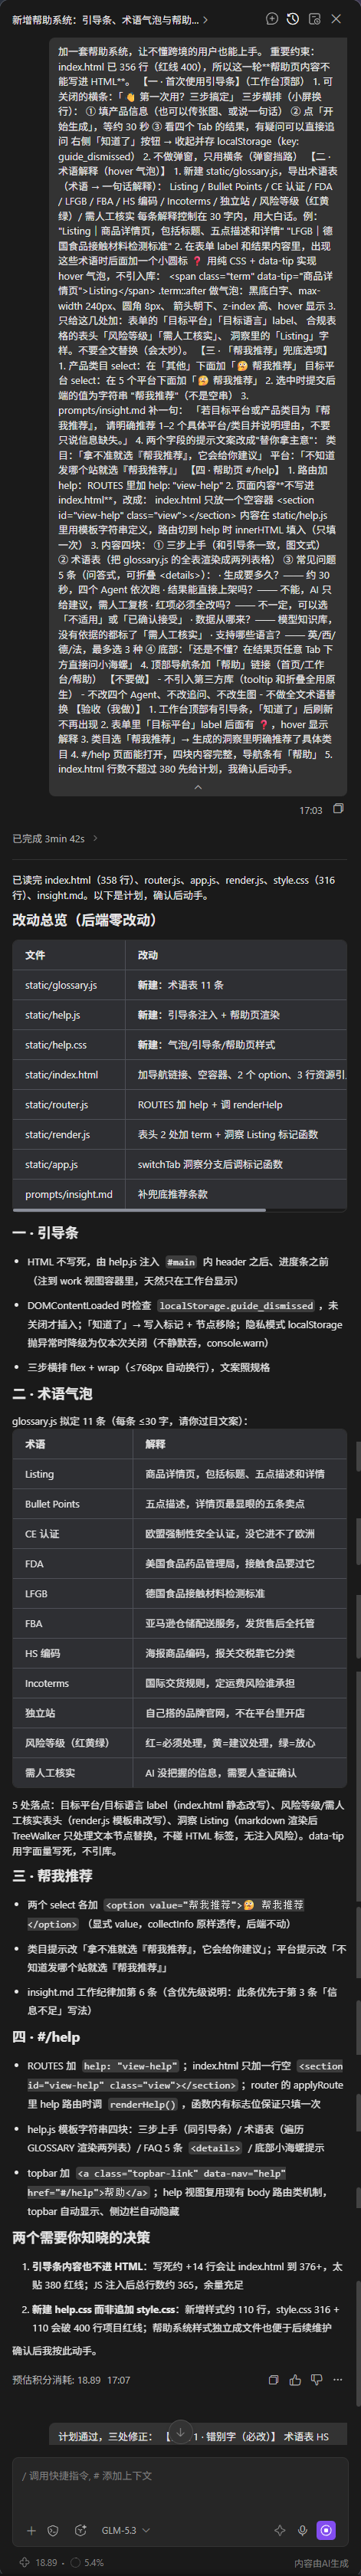 新增帮助系统：引导条、术语气泡与帮助...
加一套帮助系统，让不懂跨境的用户也能上手。 重要约束：
index.html 已 356 行（红线 400），所以这一轮**帮助页内容不
能写进 HTML**。 【一 · 首次使用引导条】（工作台顶部） 1. 可
关闭的横条：「👋 第一次用？三步搞定」 三步横排（小屏换
行）： ① 填产品信息（也可以传张图、或说一句话） ② 点「开
始生成」，等约 30 秒 ③ 看四个 Tab 的结果，有疑问可以直接追
问 右侧「知道了」按钮 → 收起并存 localStorage（key:
guide_dismissed） 2. 不做弹窗，只用横条（弹窗挡路） 【二 ·
术语解释（hover 气泡）】 1. 新建 static/glossary.js，导出术语表
（术语 → 一句话解释）： Listing / Bullet Points / CE 认证 / FDA
/ LFGB / FBA / HS 编码 / Incoterms / 独立站 / 风险等级（红黄
绿）/ 需人工核实 每条解释控制在 30 字内，用大白话。例：
"Listing｜商品详情页，包括标题、五点描述和详情" "LFGB｜德
国食品接触材料检测标准" 2. 在表单 label 和结果内容里，出现
这些术语时后面加一个小圆标 ❓ 用纯 CSS + data-tip 实现
hover 气泡，不引入库： <span class="term" data-tip="商品详
情页">Listing</span> .term::after 做气泡：黑底白字、max-
width 240px、圆角 8px、 箭头朝下、z-index 高、hover 显示 3.
只给这几处加：表单的「目标平台」「目标语言」label、 合规表
格的表头「风险等级」「需人工核实」、 洞察里的「Listing」字
样。不要全文替换（会太吵）。 【三 · 「帮我推荐」兜底选项】
1. 产品类目 select：在「其他」下面加「🤔 帮我推荐」 目标平
台 select：在 5 个平台下面加「🤔 帮我推荐」 2. 选中时提交后
端的值为字符串 "帮我推荐"（不是空串） 3.
prompts/insight.md 补一句： 「若目标平台或产品类目为『帮
我推荐』， 请明确推荐 1–2 个具体平台/类目并说明理由，不要
只说信息缺失。」 4. 两个字段的提示文案改成"替你拿主意"： 类
目：「拿不准就选『帮我推荐』，它会给你建议」 平台：「不知道
发哪个站就选『帮我推荐』」 【四 · 帮助页 #/help】 1. 路由加
help：ROUTES 里加 help: "view-help" 2. 页面内容**不写进
index.html**，改成： index.html 只放一个空容器 <section
id="view-help" class="view"></section> 内容在 static/help.js
里用模板字符串定义，路由切到 help 时 innerHTML 填入（只填
一次） 3. 内容四块： ① 三步上手（和引导条一致，图文式）
② 术语表（把 glossary.js 的全表渲染成两列表格） ③ 常见问题
5 条（问答式，可折叠 <details>）： · 生成要多久？—— 约 30
秒，四个 Agent 依次跑 · 结果能直接上架吗？—— 不能，AI 只
给建议，需人工复核 · 红项必须全改吗？—— 不一定，可以选
「不适用」或「已确认接受」 · 数据从哪来？—— 模型知识库，
没有依据的都标了「需人工核实」 · 支持哪些语言？—— 英/西/
德/法，最多选 3 种 ④ 底部：「还是不懂？在结果页任意 Tab 下
方直接问小海螺」 4. 顶部导航条加「帮助」链接（首页/工作
台/帮助） 【不要做】 - 不引入第三方库（tooltip 和折叠全用原
生） - 不改四个 Agent、不改追问、不改生图 - 不做全文术语替
换 【验收（我做）】 1. 工作台顶部有引导条，「知道了」后刷新
不再出现 2. 表单里「目标平台」label 后面有 ❓，hover 显示
解释 3. 类目选「帮我推荐」→ 生成的洞察里明确推荐了具体类
目 4. #/help 页面能打开，四块内容完整，导航条有「帮助」 5.
index.html 行数不超过 380 先给计划，我确认后动手。
17:03
已完成 3min 42s
已读完 index.html（358 行）、router.js、app.js、render.js、style.css（316
行）、insight.md。以下是计划，确认后动手。
改动总览（后端零改动）
文件 改动
static/glossary.js 新建：术语表 11 条
static/help.js 新建：引导条注入 + 帮助页渲染
static/help.css 新建：气泡/引导条/帮助页样式
static/index.html 加导航链接、空容器、2 个 option、3 行资源引
static/router.js ROUTES 加 help + 调 renderHelp
static/render.js 表头 2 处加 term + 洞察 Listing 标记函数
static/app.js switchTab 洞察分支后调标记函数
prompts/insight.md 补兜底推荐条款
一 · 引导条
• HTML 不写死，由 help.js 注入 #main 内 header 之后、进度条之前
（注到 work 视图容器里，天然只在工作台显示）
• DOMContentLoaded 时检查 localStorage.guide_dismissed，未
关闭才插入；「知道了」→ 写入标记 + 节点移除；隐私模式 localStorage
抛异常时降级为仅本次关闭（不静默吞，console.warn）
• 三步横排 flex + wrap（≤768px 自动换行），文案照规格
二 · 术语气泡
glossary.js 拟定 11 条（每条 ≤30 字，请你过目文案）：
术语 解释
Listing 商品详情页，包括标题、五点描述和详情
Bullet Points 五点描述，详情页最显眼的五条卖点
CE 认证 欧盟强制性安全认证，没它进不了欧洲
FDA 美国食品药品管理局，接触食品要过它
LFGB 德国食品接触材料检测标准
FBA 亚马逊仓储配送服务，发货售后全托管
HS 编码 海报商品编码，报关交税靠它分类
Incoterms 国际交货规则，定运费风险谁承担
独立站 自己搭的品牌官网，不在平台里开店
风险等级（红黄绿） 红=必须处理，黄=建议处理，绿=放心
需人工核实 AI 没把握的信息，需要人查证确认
5 处落点：目标平台/目标语言 label（index.html 静态改写）、风险等级/需人
工核实表头（render.js 模板串改写）、洞察 Listing（markdown 渲染后
TreeWalker 只处理文本节点替换，不碰 HTML 标签，无注入风险）。data-tip
用字面量写死，不引库。
三 · 帮我推荐
• 两个 select 各加 <option value="帮我推荐">🤔 帮我推荐
</option>（显式 value，collectInfo 原样透传，后端不动）
• 类目提示改「拿不准就选『帮我推荐』，它会给你建议」；平台提示改「不
知道发哪个站就选『帮我推荐』」
• insight.md 工作纪律加第 6 条（含优先级说明：此条优先于第 3 条「信
息不足」写法）
四 · #/help
• ROUTES 加 help: "view-help"；index.html 只加一行空 <section
id="view-help" class="view"></section>；router 的 applyRoute
里 help 路由时调 renderHelp()，函数内有标志位保证只填一次
• help.js 模板字符串四块：三步上手（同引导条）/ 术语表（遍历
GLOSSARY 渲染两列表）/ FAQ 5 条 <details> / 底部小海螺提示
• topbar 加 <a class="topbar-link" data-nav="help"
href="#/help">帮助</a>；help 视图复用现有 body 路由类机制，
topbar 自动显示、侧边栏自动隐藏
两个需要你知晓的决策
1. 引导条内容也不进 HTML：写死约 +14 行会让 index.html 到 376+，太
贴 380 红线；JS 注入后总行数约 365，余量充足
2. 新建 help.css 而非追加 style.css：新增样式约 110 行，style.css 316 +
110 会破 400 行项目红线；帮助系统样式独立成文件也便于后续维护
确认后我按此动手。
预估积分消耗: 18.89 17:07
计划通过，三处修正： 【 1 · 错别字（必改）】 术语表 HS
/ 调用快捷指令, # 添加上下文
GLM-5.3
18.89 · 5.4%
内容由AI生成